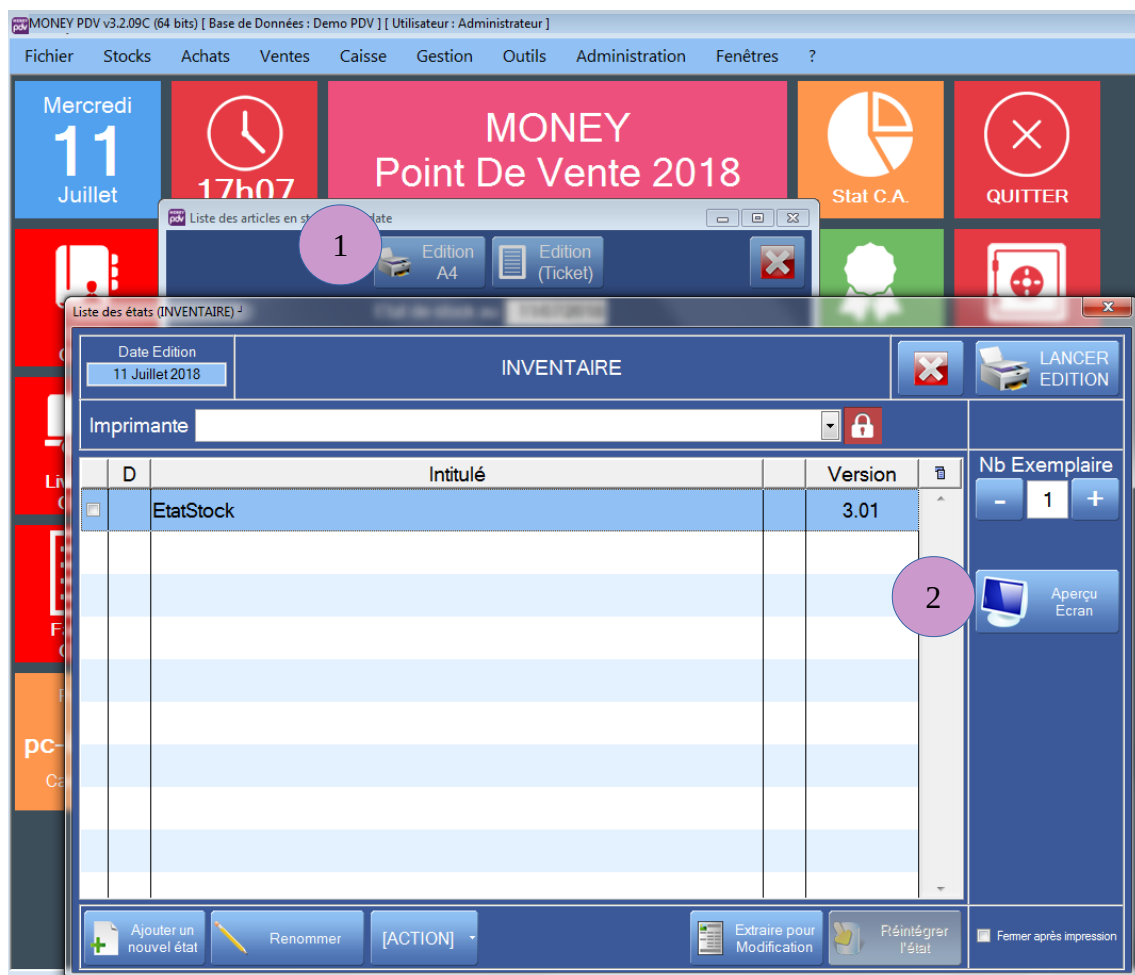 MONEY PDV v3.2.09C (64 bits) [ Base de Données : Demo PDV ] [ Utilisateur : Administrateur ]
Fichier Stocks Achats Ventes Caisse Gestion Outils Administration Fenêtres ?
Mercredi
11
Juillet
17h07
MONEY
Point De Vente 2018
Stat C.A.
QUITTER
Liste des articles en date
1
Edition
A4
Edition
(Ticket)
Liste des états (INVENTAIRE)
Date Edition
11 Juillet 2018
INVENTAIRE
LANCER
EDITION
Imprimante
D Intitulé Version
Nb Exemplaire
- 1 +
EtatStock 3.01
2
Aperçu
Ecran
pc-
Ajouter un
nouvel état
Renommer
[ACTION]
Extraire pour
Modification
Réintégrer
l'état
Fermer après impression